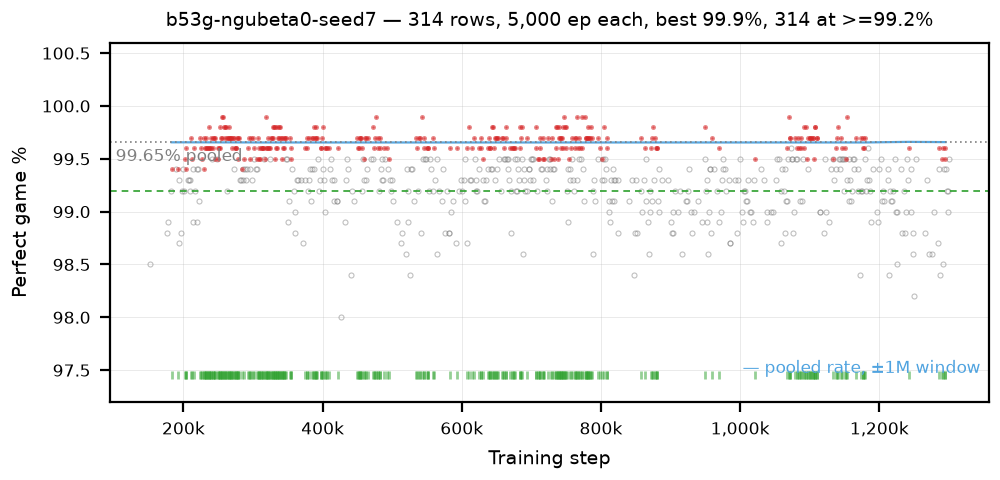 b53g-ngubeta0-seed7 — 314 rows, 5,000 ep each, best 99.9%, 314 at >=99.2%
Perfect game %
100.5
100.0
99.5
99.0
98.5
98.0
97.5
99.65% pooled
— pooled rate, ±1M window
200k
400k
600k
800k
1,000k
1,200k
Training step